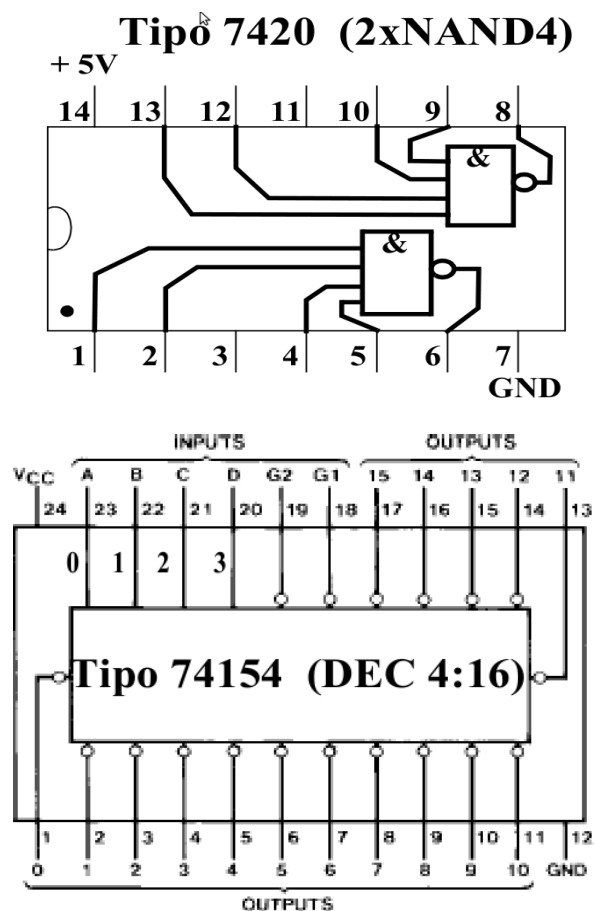 Tipo 7420 (2xNAND4)
+ 5V
14 13 12 11 10 9 8
&
&
1 2 3 4 5 6 7
GND
INPUTS OUTPUTS
VCC A B C D G2 G1 15 14 13 12 11
24 23 22 21 20 19 18 17 16 15 14 13
0 1 2 3
Tipo 74154 (DEC 4:16)
1 2 3 4 5 6 7 8 9 10 11 12
0 1 2 3 4 5 6 7 8 9 10 GND
OUTPUTS